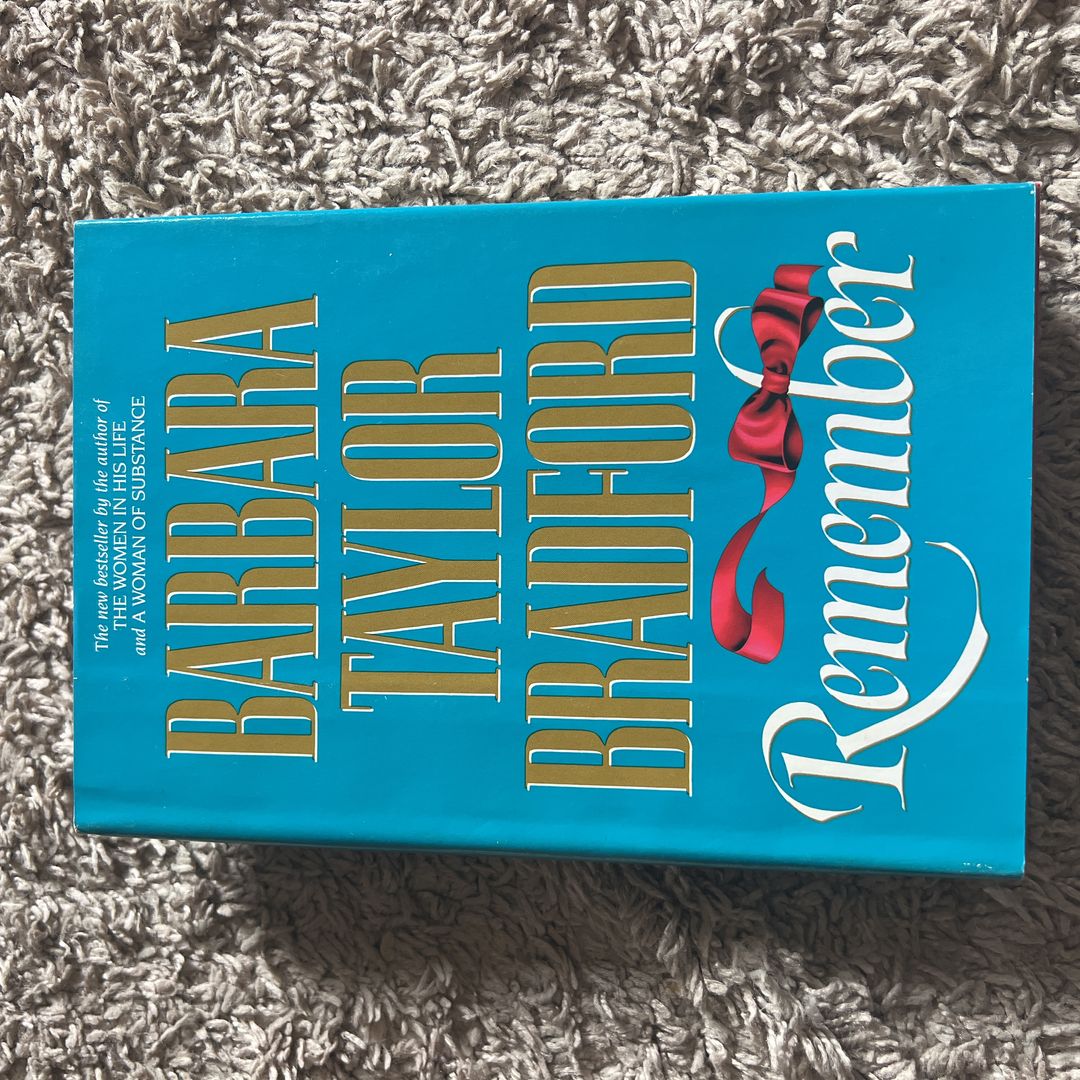 The new bestseller by the author of
THE WOMEN IN HIS LIFE
and A WOMAN OF SUBSTANCE
BARBARA
TAYLOR
BRADFORD
Remember